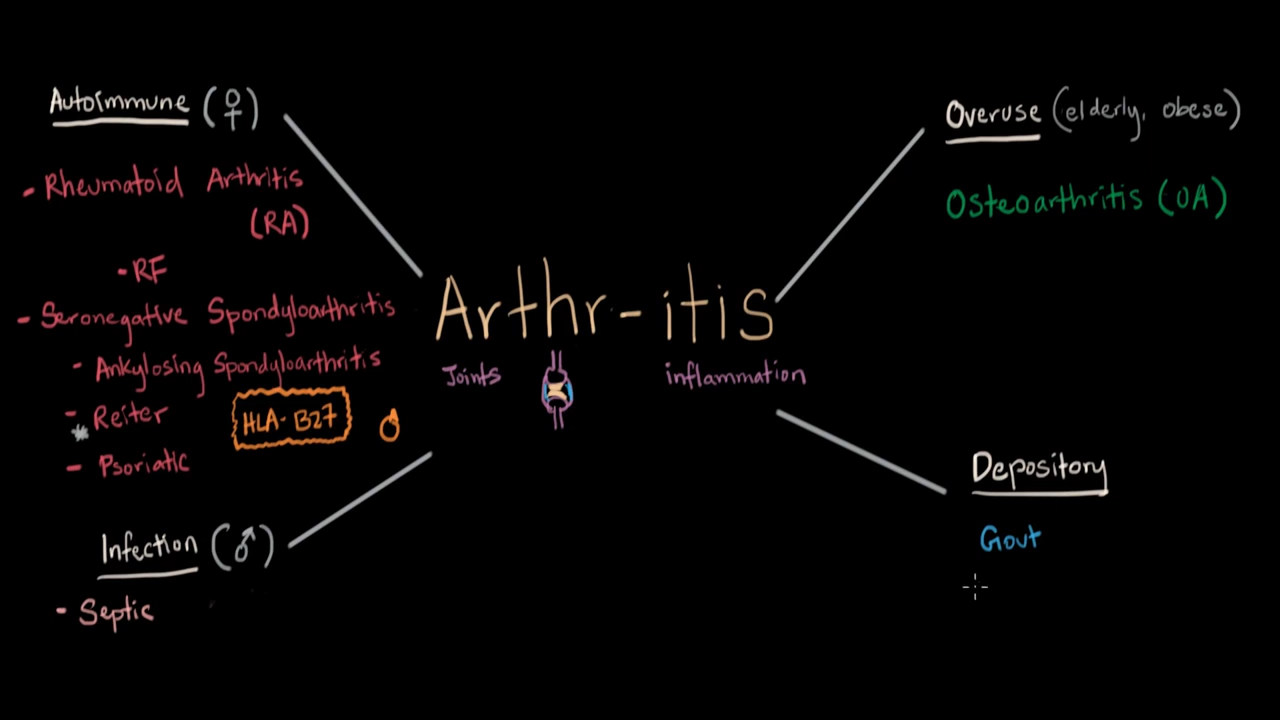 Autoimmune (♀)
- Rheumatoid Arthritis
(RA)
- RF
- Seronegative Spondyloarthritis
- Ankylosing Spondyloarthritis
- Reiter
* HLA-B27
- Psoriatic
Infection (♂)
- Septic
Arthr-itis
Joints
inflammation
Overuse (elderly, obese)
Osteoarthritis (OA)
Depository
Gout